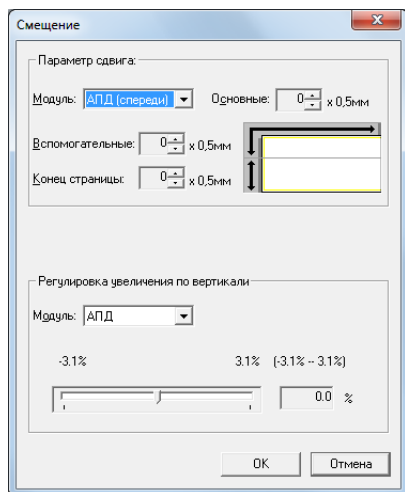 Смещение
Параметр сдвига:
Модуль: АПД (спереди) Основные: 0 x 0,5мм
Вспомогательные: 0 x 0,5мм
Конец страницы: 0 x 0,5мм
Регулировка увеличения по вертикали
Модуль: АПД
-3.1% 3.1% (-3.1% -- 3.1%)
0.0 %
OK Отмена